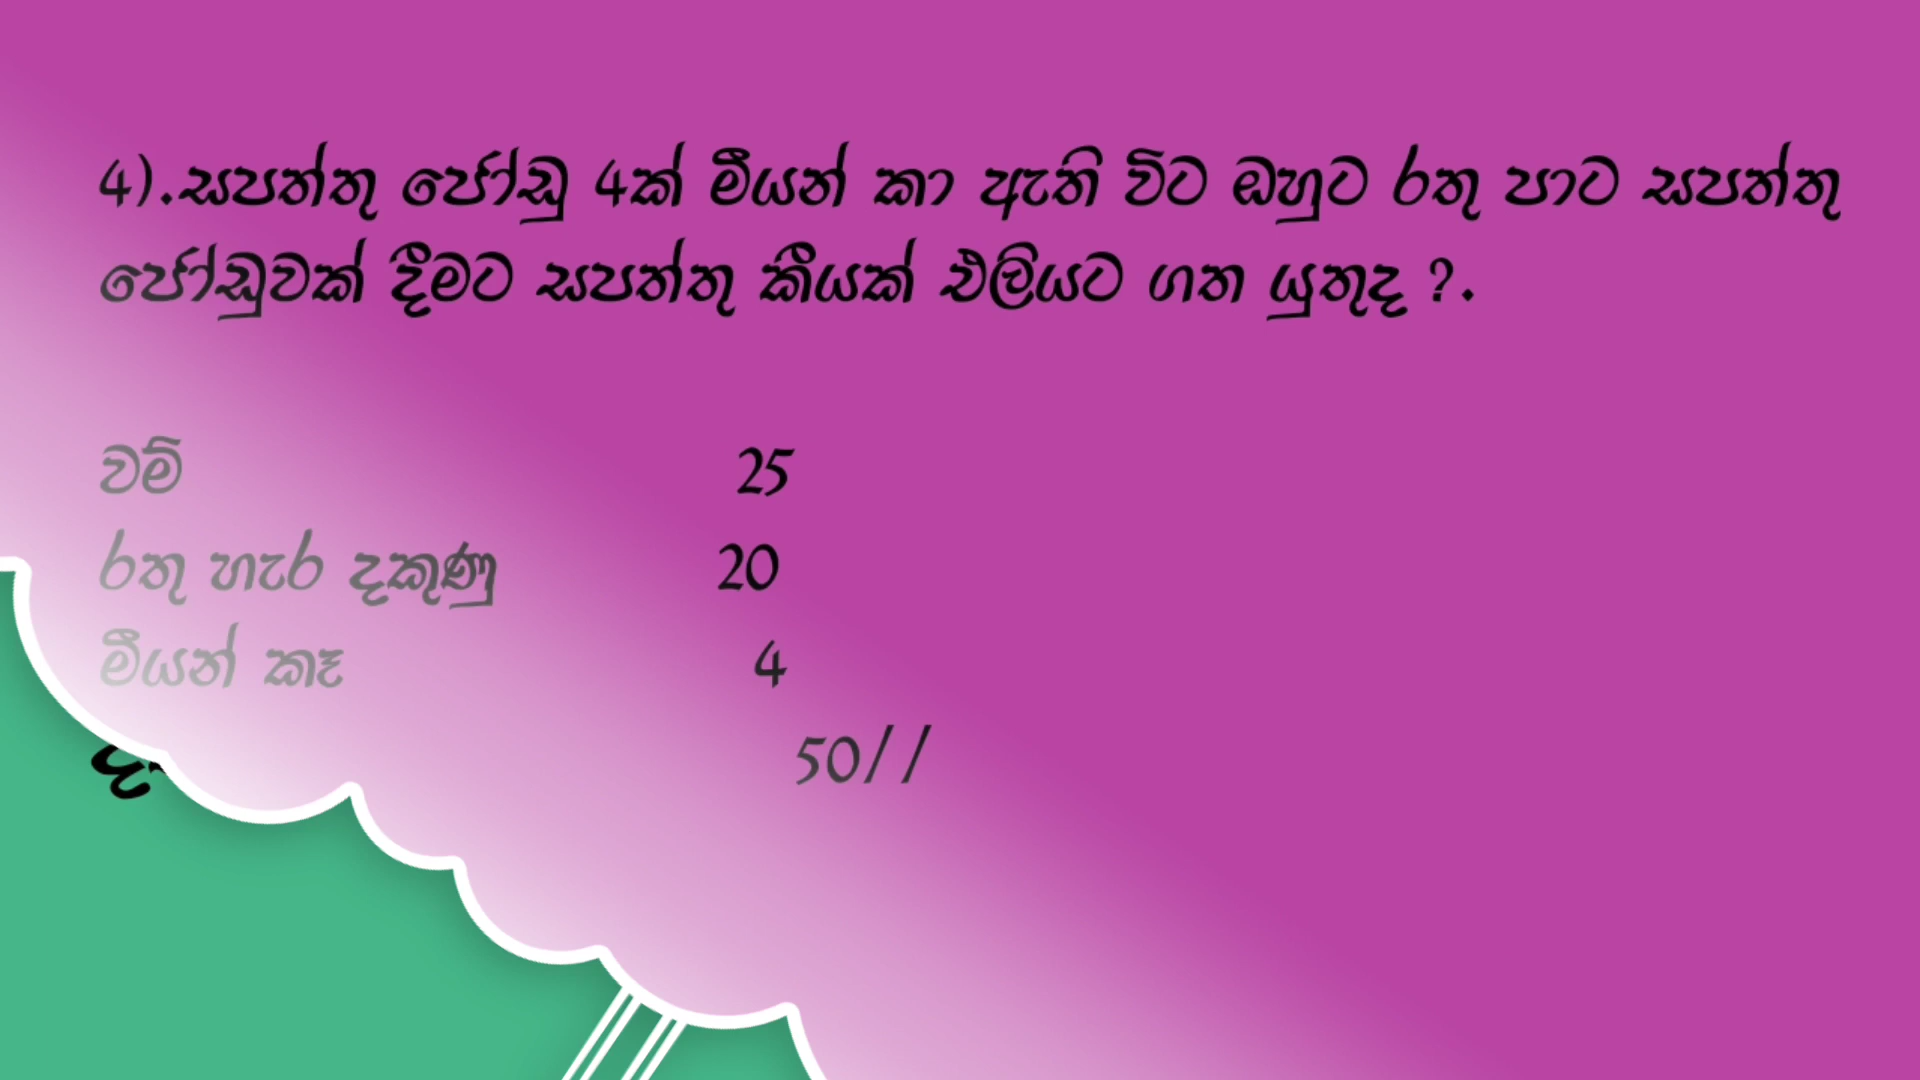 4).සපත්තු ජෝඩු 4ක් මීයන් කා ඇති විට ඔහුට රතු පාට සපත්තු
ජෝඩුවක් දීමට සපත්තු කීයක් එලියට ගත යුතුද ?.
වම් 25
රතු හැර දකුණු 20
මීයන් කෑ 4
50//